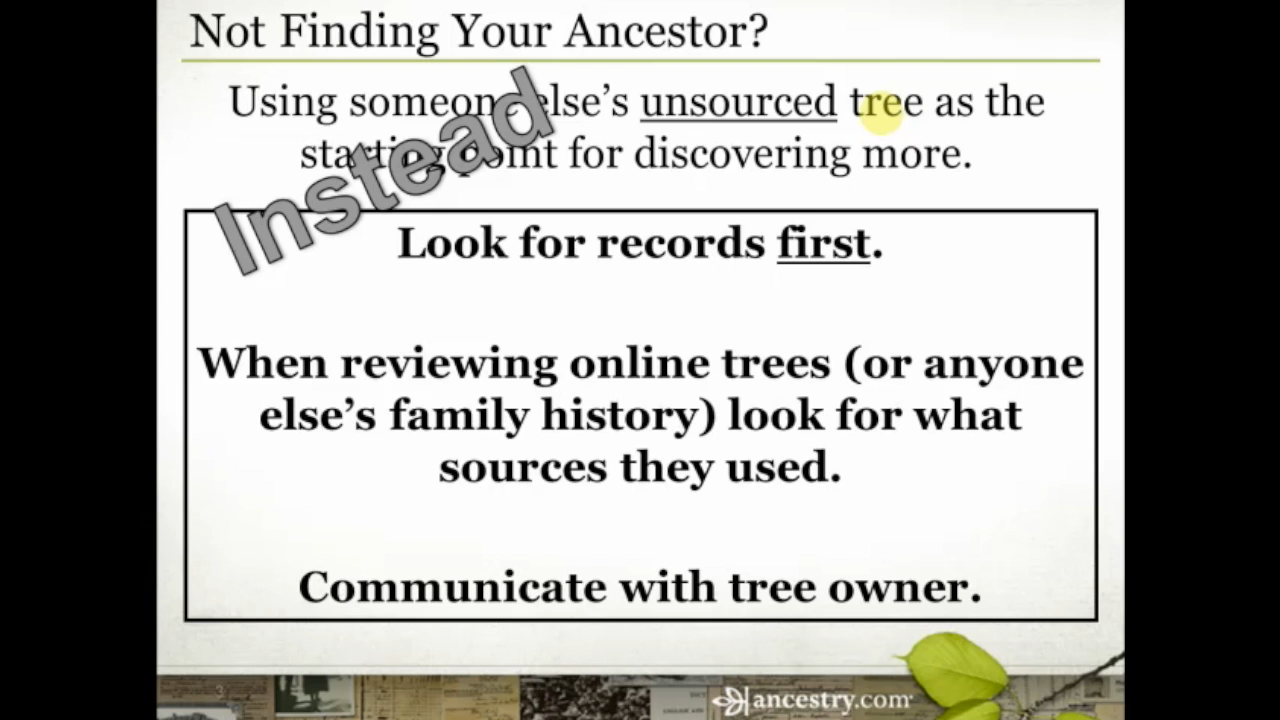 Not Finding Your Ancestor?
Using someone else's unsourced tree as the
starting point for discovering more.
Instead
Look for records first.
When reviewing online trees (or anyone
else's family history) look for what
sources they used.
Communicate with tree owner.
ancestry.com